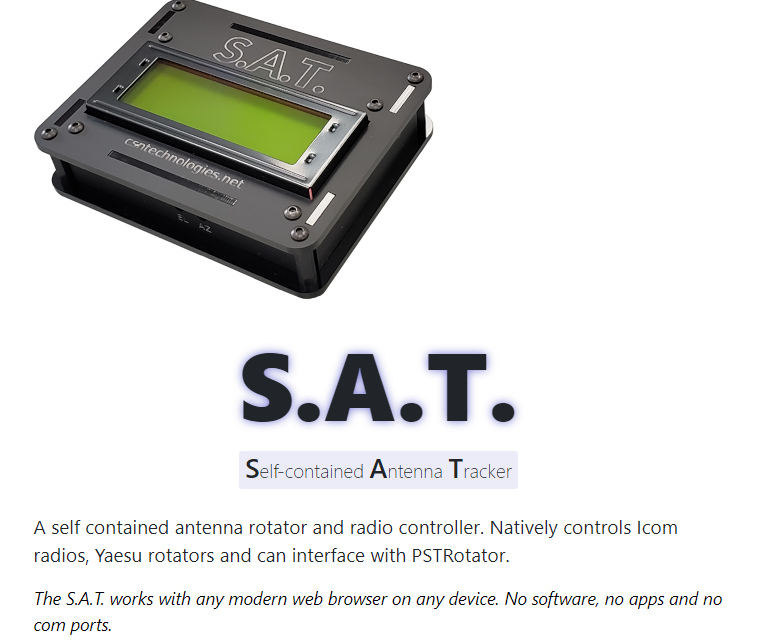 S.A.T.
csntechnologies.net
EL AZ
S.A.T.
Self-contained Antenna Tracker
A self contained antenna rotator and radio controller. Natively controls Icom
radios, Yaesu rotators and can interface with PSTRotator.
The S.A.T. works with any modern web browser on any device. No software, no apps and no
com ports.